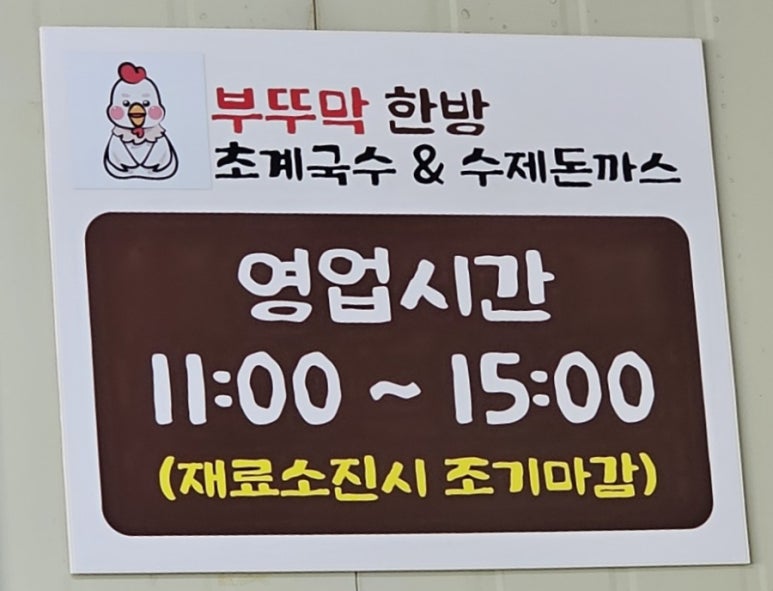 부뚜막 한방
초계국수 & 수제돈까스
영업시간
11:00 ~ 15:00
(재료소진시 조기마감)